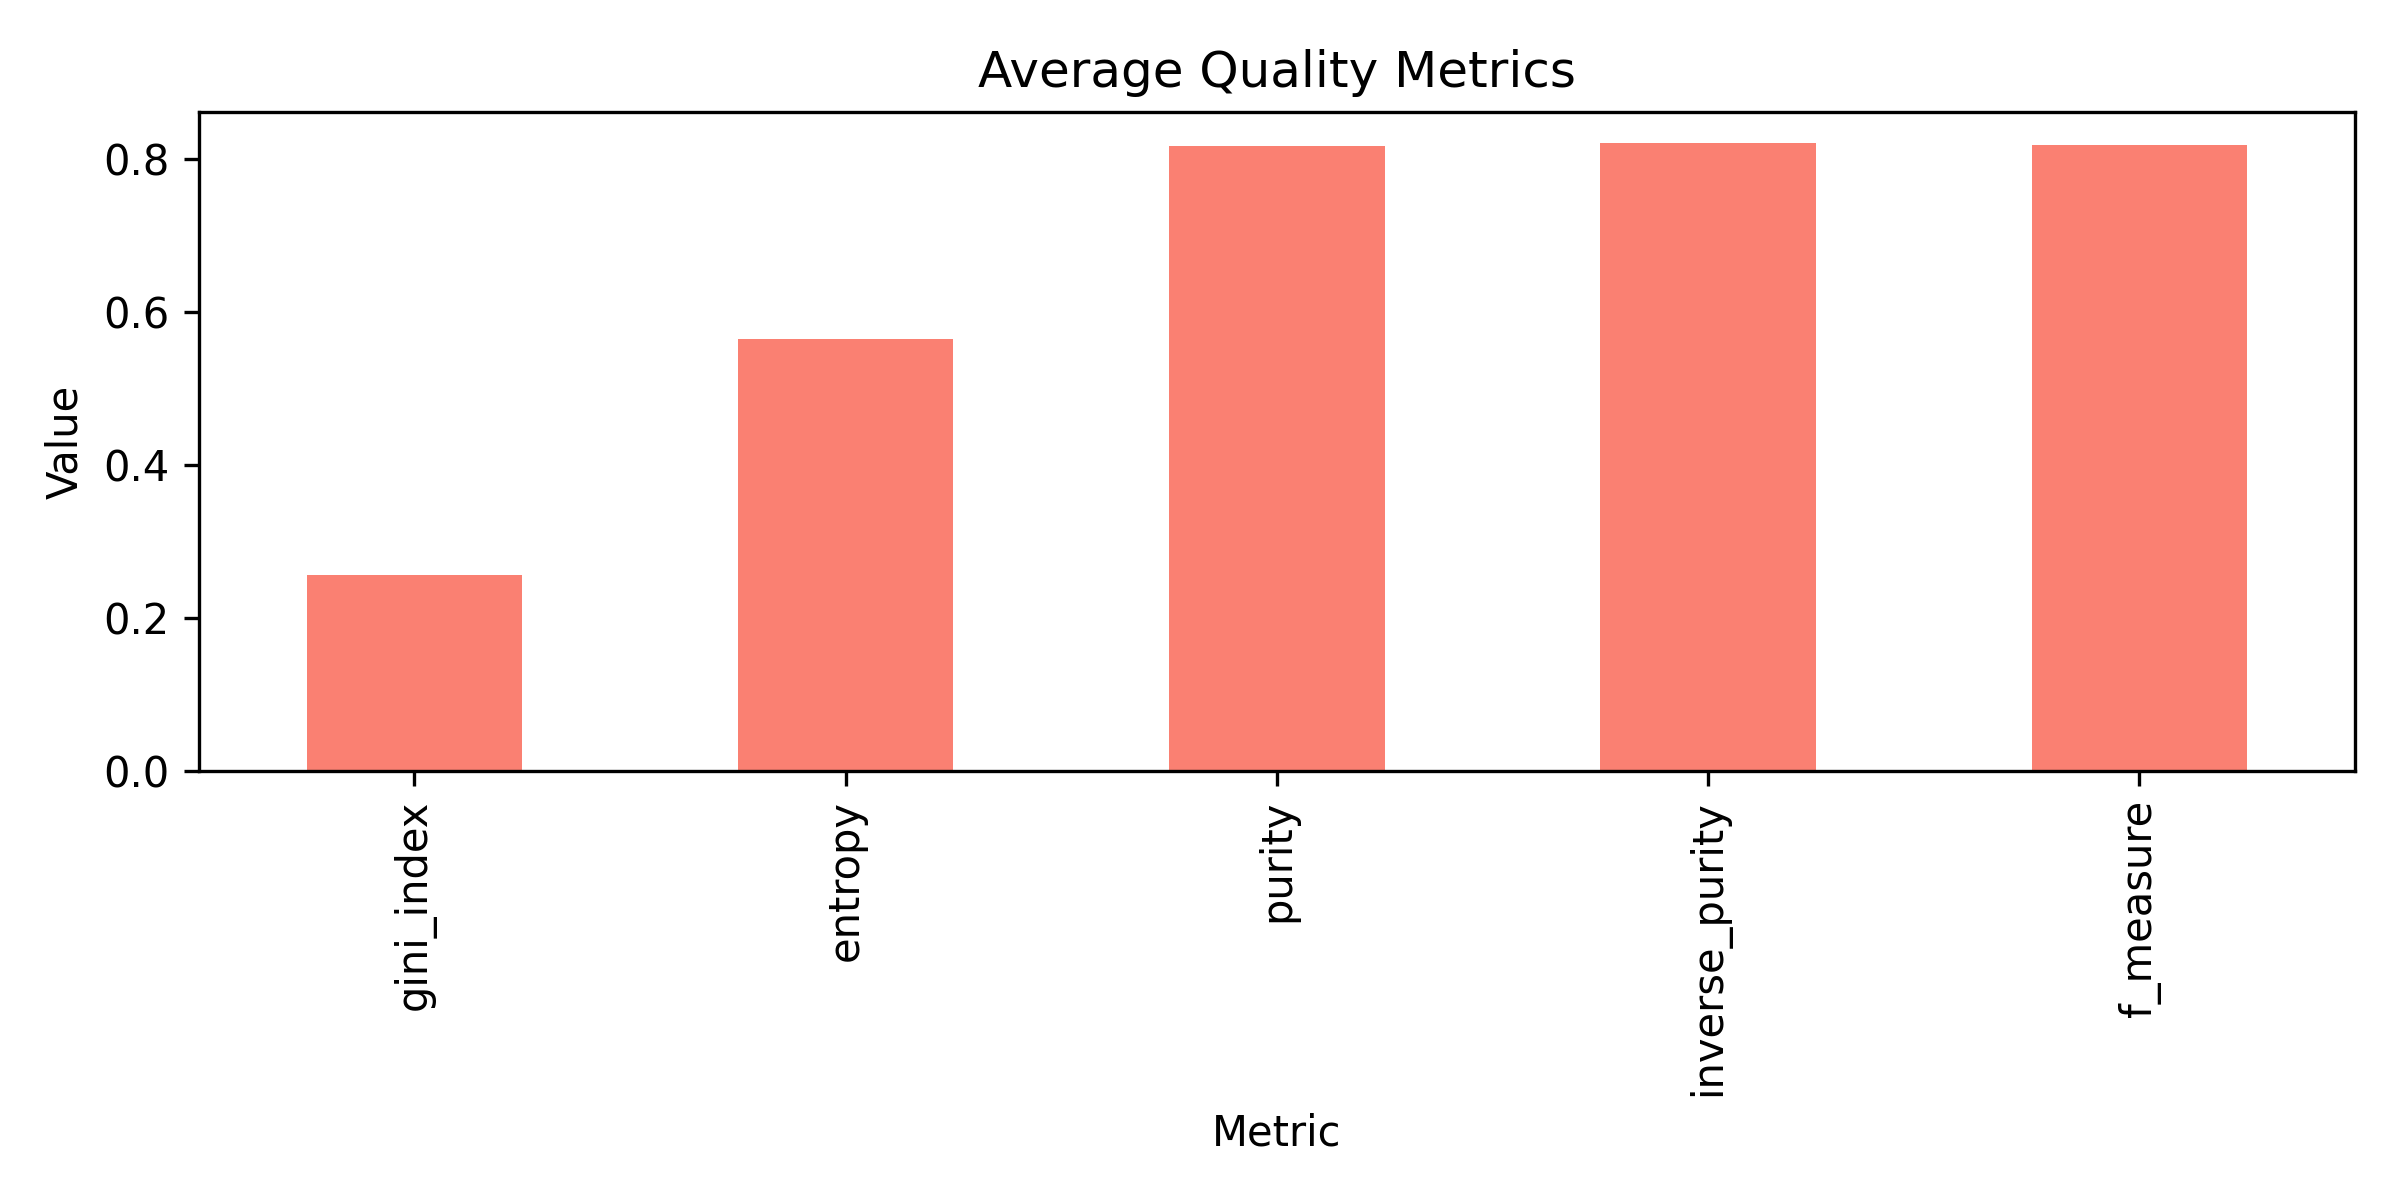 Average Quality Metrics
Value
0.8
0.6
0.4
0.2
0.0
gini_index
entropy
purity
inverse_purity
f_measure
Metric